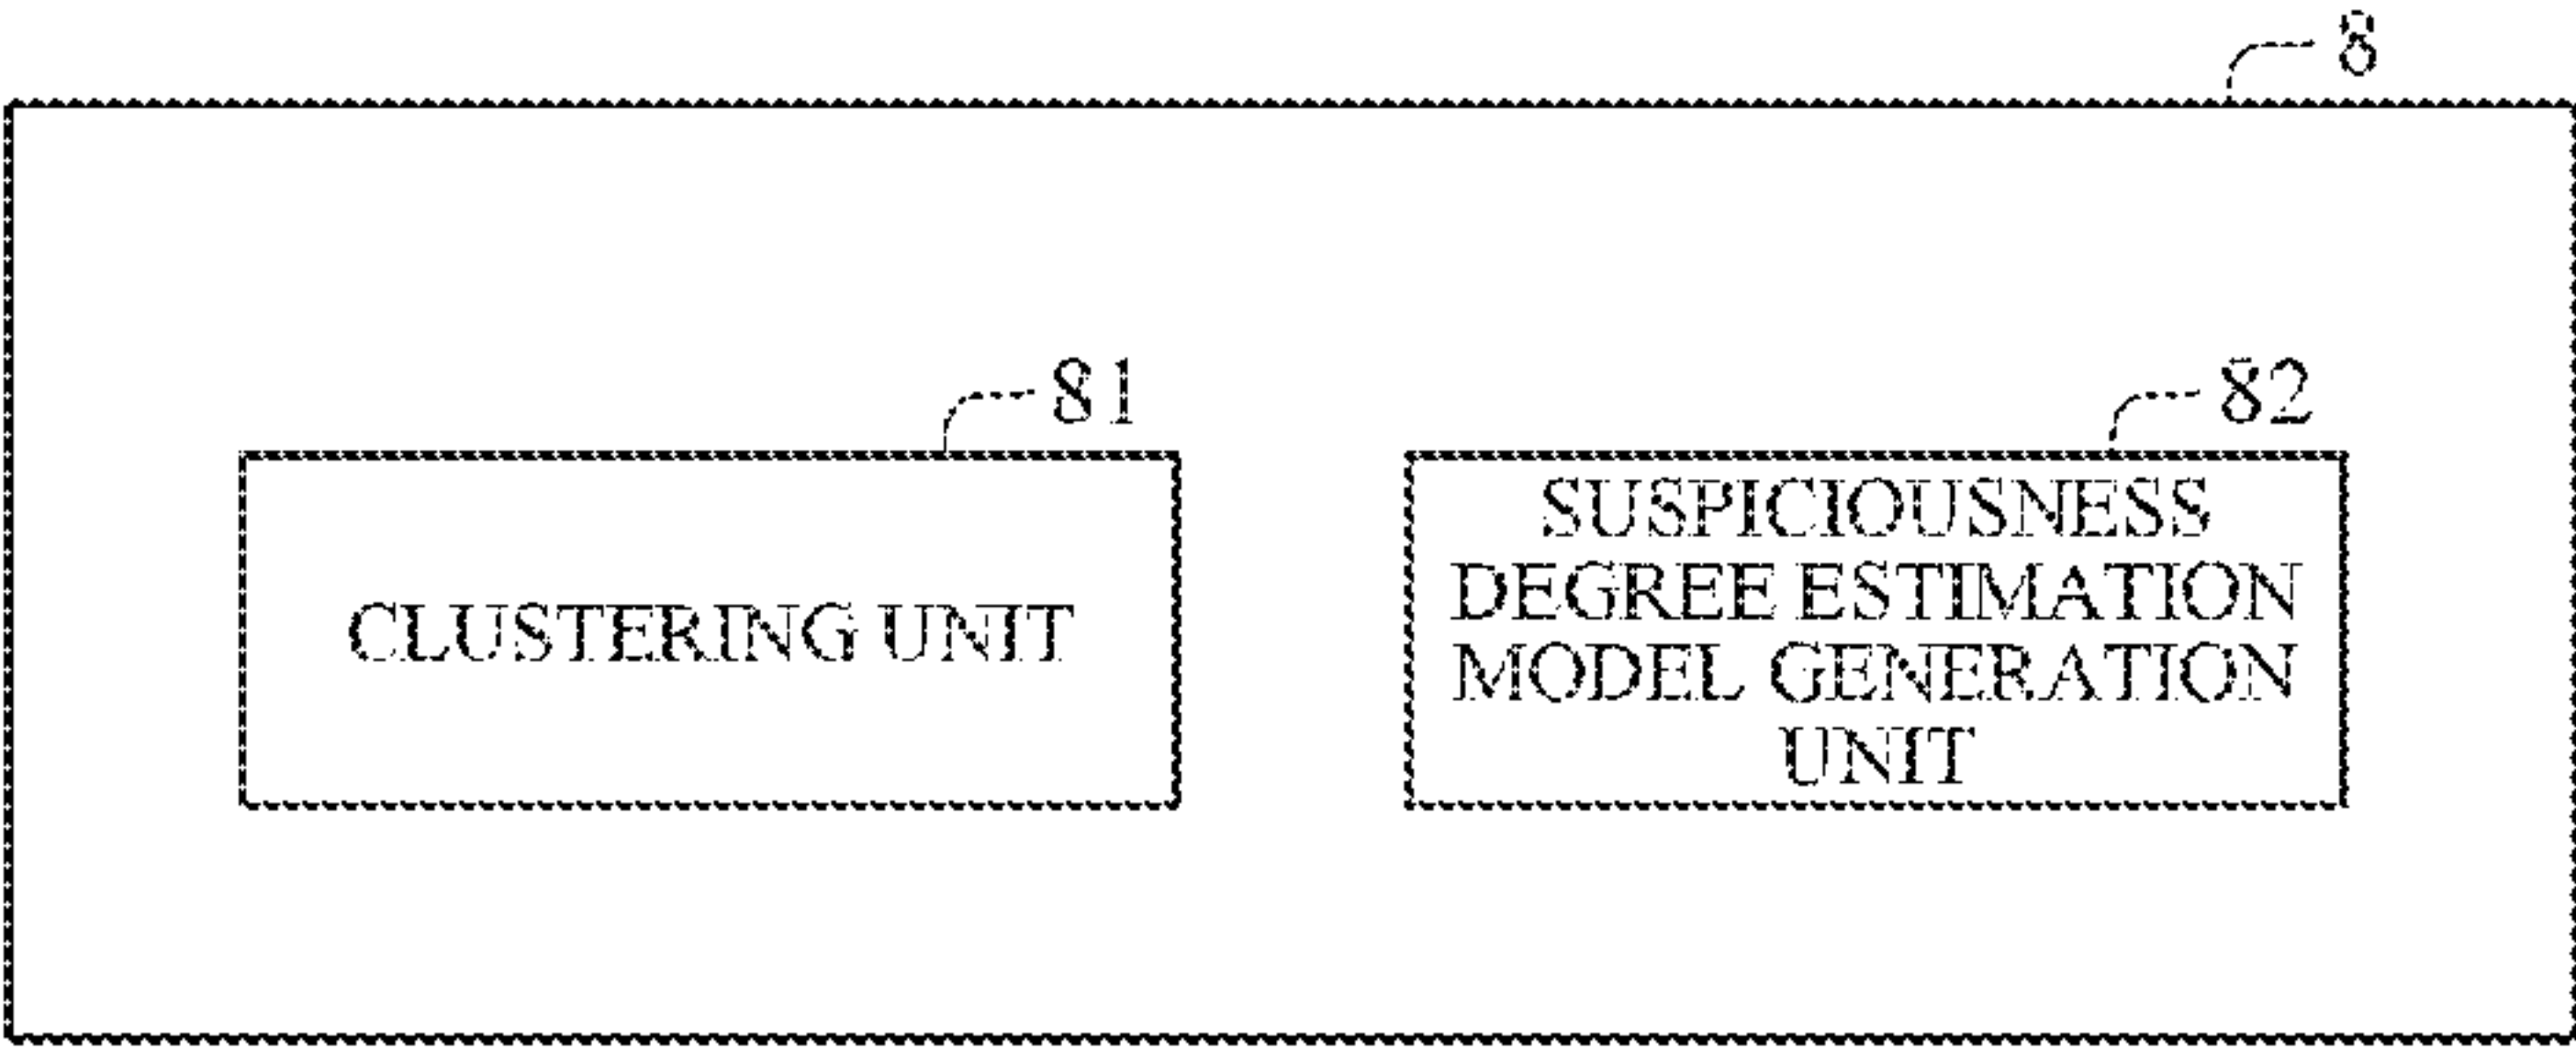 8
81
82
CLUSTERING UNIT
SUSPICIOUSNESS
DEGREE ESTIMATION
MODEL GENERATION
UNIT